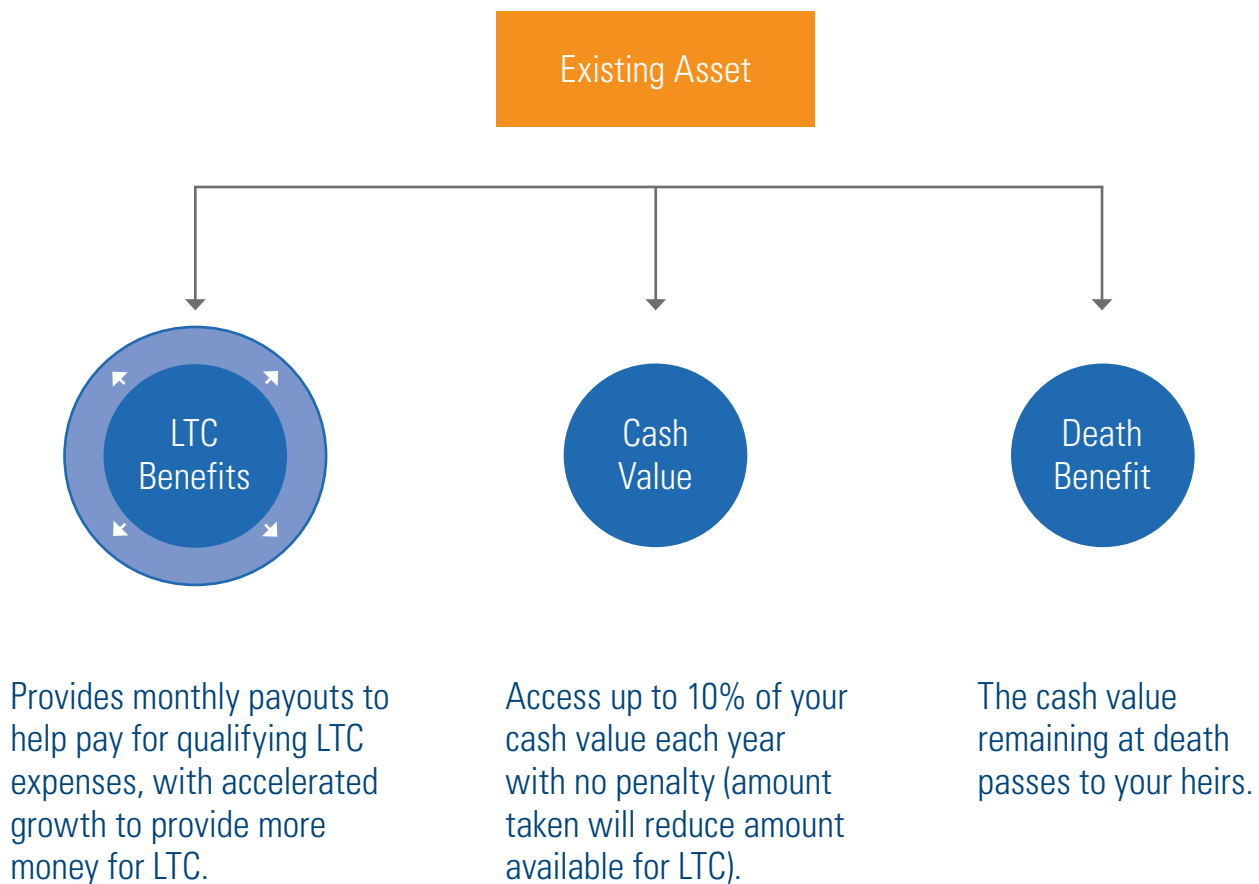 Existing Asset
LTC
Benefits
Cash
Value
Death
Benefit
Provides monthly payouts to
help pay for qualifying LTC
expenses, with accelerated
growth to provide more
money for LTC.
Access up to 10% of your
cash value each year
with no penalty (amount
taken will reduce amount
available for LTC).
The cash value
remaining at death
passes to your heirs.